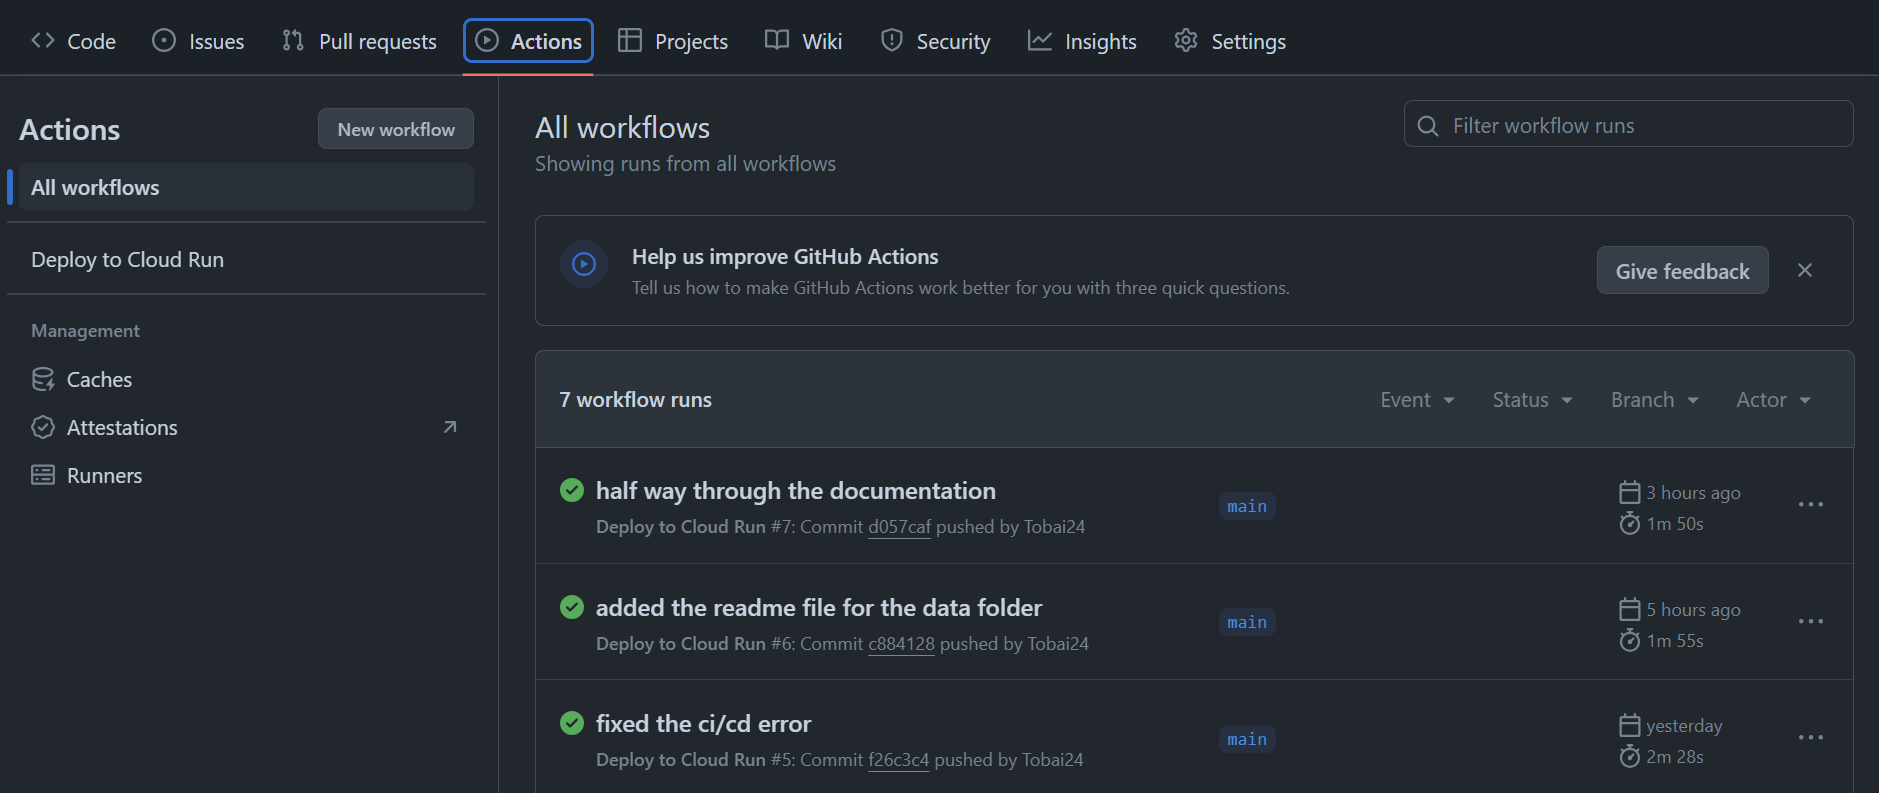 Code Issues Pull requests Actions Projects Wiki Security Insights Settings
Actions
New workflow
All workflows
Deploy to Cloud Run
Management
Caches
Attestations
Runners
All workflows
Showing runs from all workflows
Filter workflow runs
Help us improve GitHub Actions
Tell us how to make GitHub Actions work better for you with three quick questions.
Give feedback
7 workflow runs
Event Status Branch Actor
half way through the documentation
Deploy to Cloud Run #7: Commit d057caf pushed by Tobai24
main
3 hours ago
1m 50s
added the readme file for the data folder
Deploy to Cloud Run #6: Commit c884128 pushed by Tobai24
main
5 hours ago
1m 55s
fixed the ci/cd error
Deploy to Cloud Run #5: Commit f26c3c4 pushed by Tobai24
main
yesterday
2m 28s